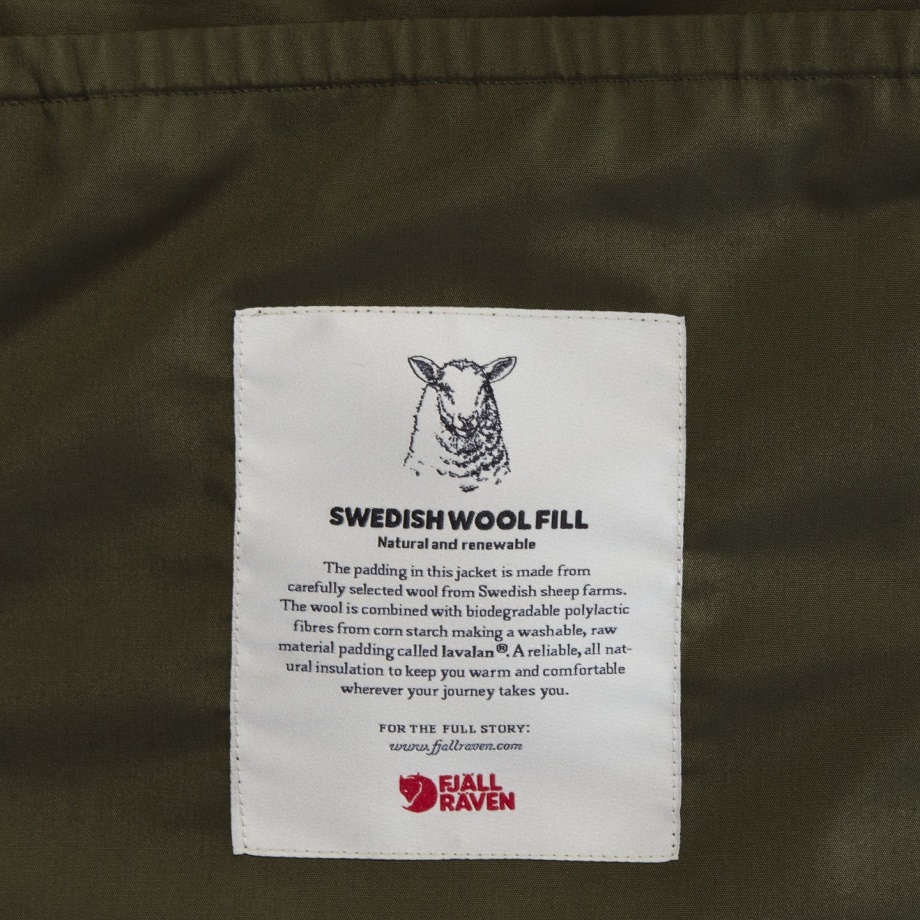 SWEDISH WOOL FILL
Natural and renewable
The padding in this jacket is made from
carefully selected wool from Swedish sheep farms.
The wool is combined with biodegradable polylactic
fibres from corn starch making a washable, raw
material padding called lavalan®. A reliable, all nat-
ural insulation to keep you warm and comfortable
wherever your journey takes you.
FOR THE FULL STORY:
www.fjallraven.com
FJÄLL
RÄVEN